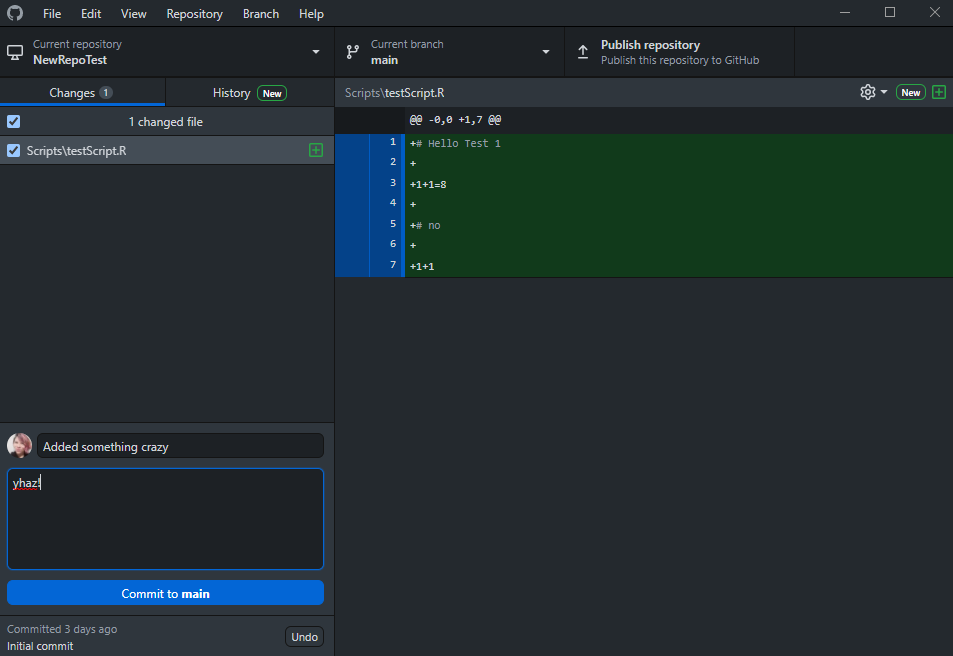 File Edit View Repository Branch Help
Current repository
NewRepoTest
Current branch
main
Publish repository
Publish this repository to GitHub
Changes 1
History New
Scripts\testScript.R
New
1 changed file
Scripts\testScript.R
@@ -0,0 +1,7 @@
1 +# Hello Test 1
2 +
3 +1+1=8
4 +
5 +# no
6 +
7 +1+1
Added something crazy
yhaz!
Commit to main
Committed 3 days ago
Initial commit
Undo